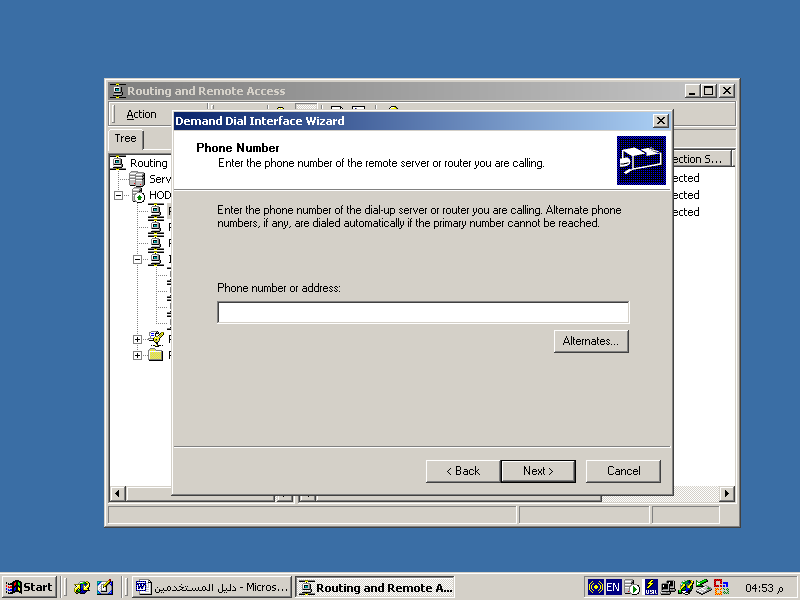 Routing and Remote Access
Action
Tree
Routing
HOD
ection S...
ected
ected
ected
Demand Dial Interface Wizard
Phone Number
Enter the phone number of the remote server or router you are calling.
Enter the phone number of the dial-up server or router you are calling. Alternate phone
numbers, if any, are dialed automatically if the primary number cannot be reached.
Phone number or address:
Alternates...
< Back
Next >
Cancel
Start
دليل المستخدمين - Micros...
Routing and Remote A...
EN
04:53 م